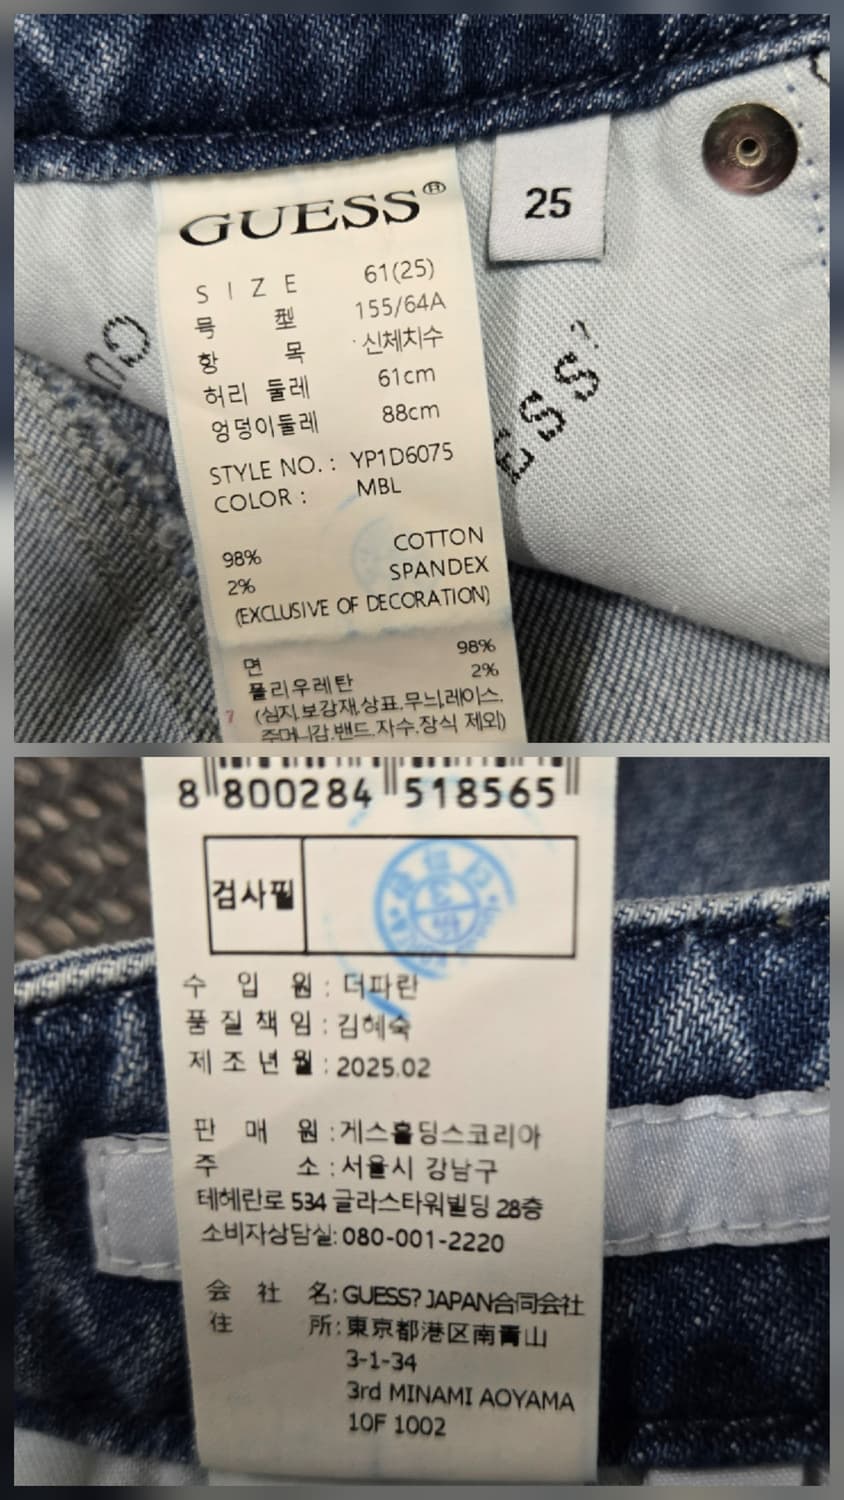 GUESS®
25
SIZE 61(25)
号型 155/64A
항목 신체치수
허리 둘레 61cm
엉덩이둘레 88cm
STYLE NO. : YP1D6075
COLOR : MBL
98% COTTON
2% SPANDEX
(EXCLUSIVE OF DECORATION)
면 98%
폴리우레탄 2%
(심지.보강재.상표.무늬.레이스.
주머니감.밴드.자수.장식 제외)
7
GU
ESS?
8 800284 518565
검사필
수입원 : 더파란
품질책임 : 김혜숙
제조년월 : 2025.02
판매원 : 게스홀딩스코리아
주소 : 서울시 강남구
테헤란로 534 글라스타워빌딩 28층
소비자상담실: 080-001-2220
会社名: GUESS? JAPAN合同会社
住所: 東京都港区南青山
3-1-34
3rd MINAMI AOYAMA
10F 1002